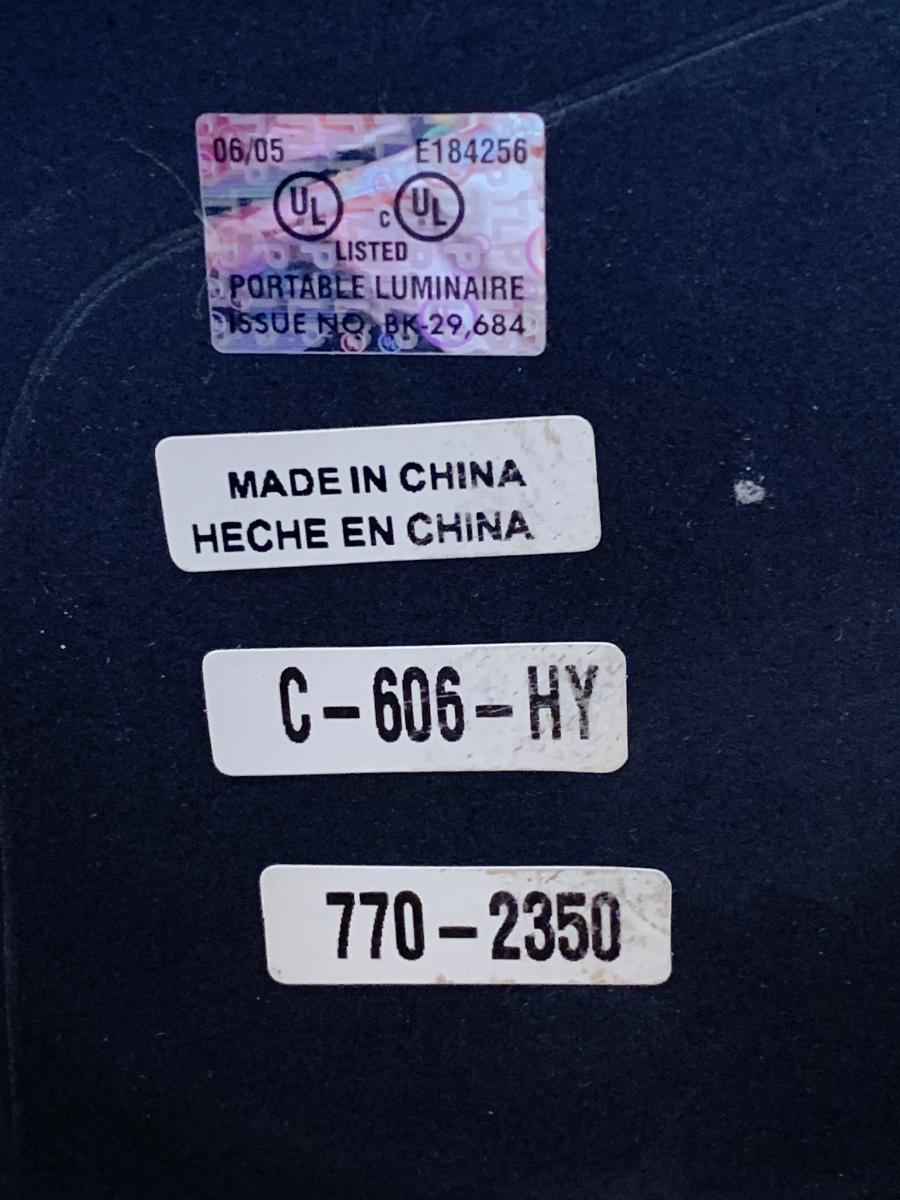 06/05 E184256
UL c UL
LISTED
PORTABLE LUMINAIRE
ISSUE NO. BK-29,684
MADE IN CHINA
HECHE EN CHINA
C-606-HY
770-2350